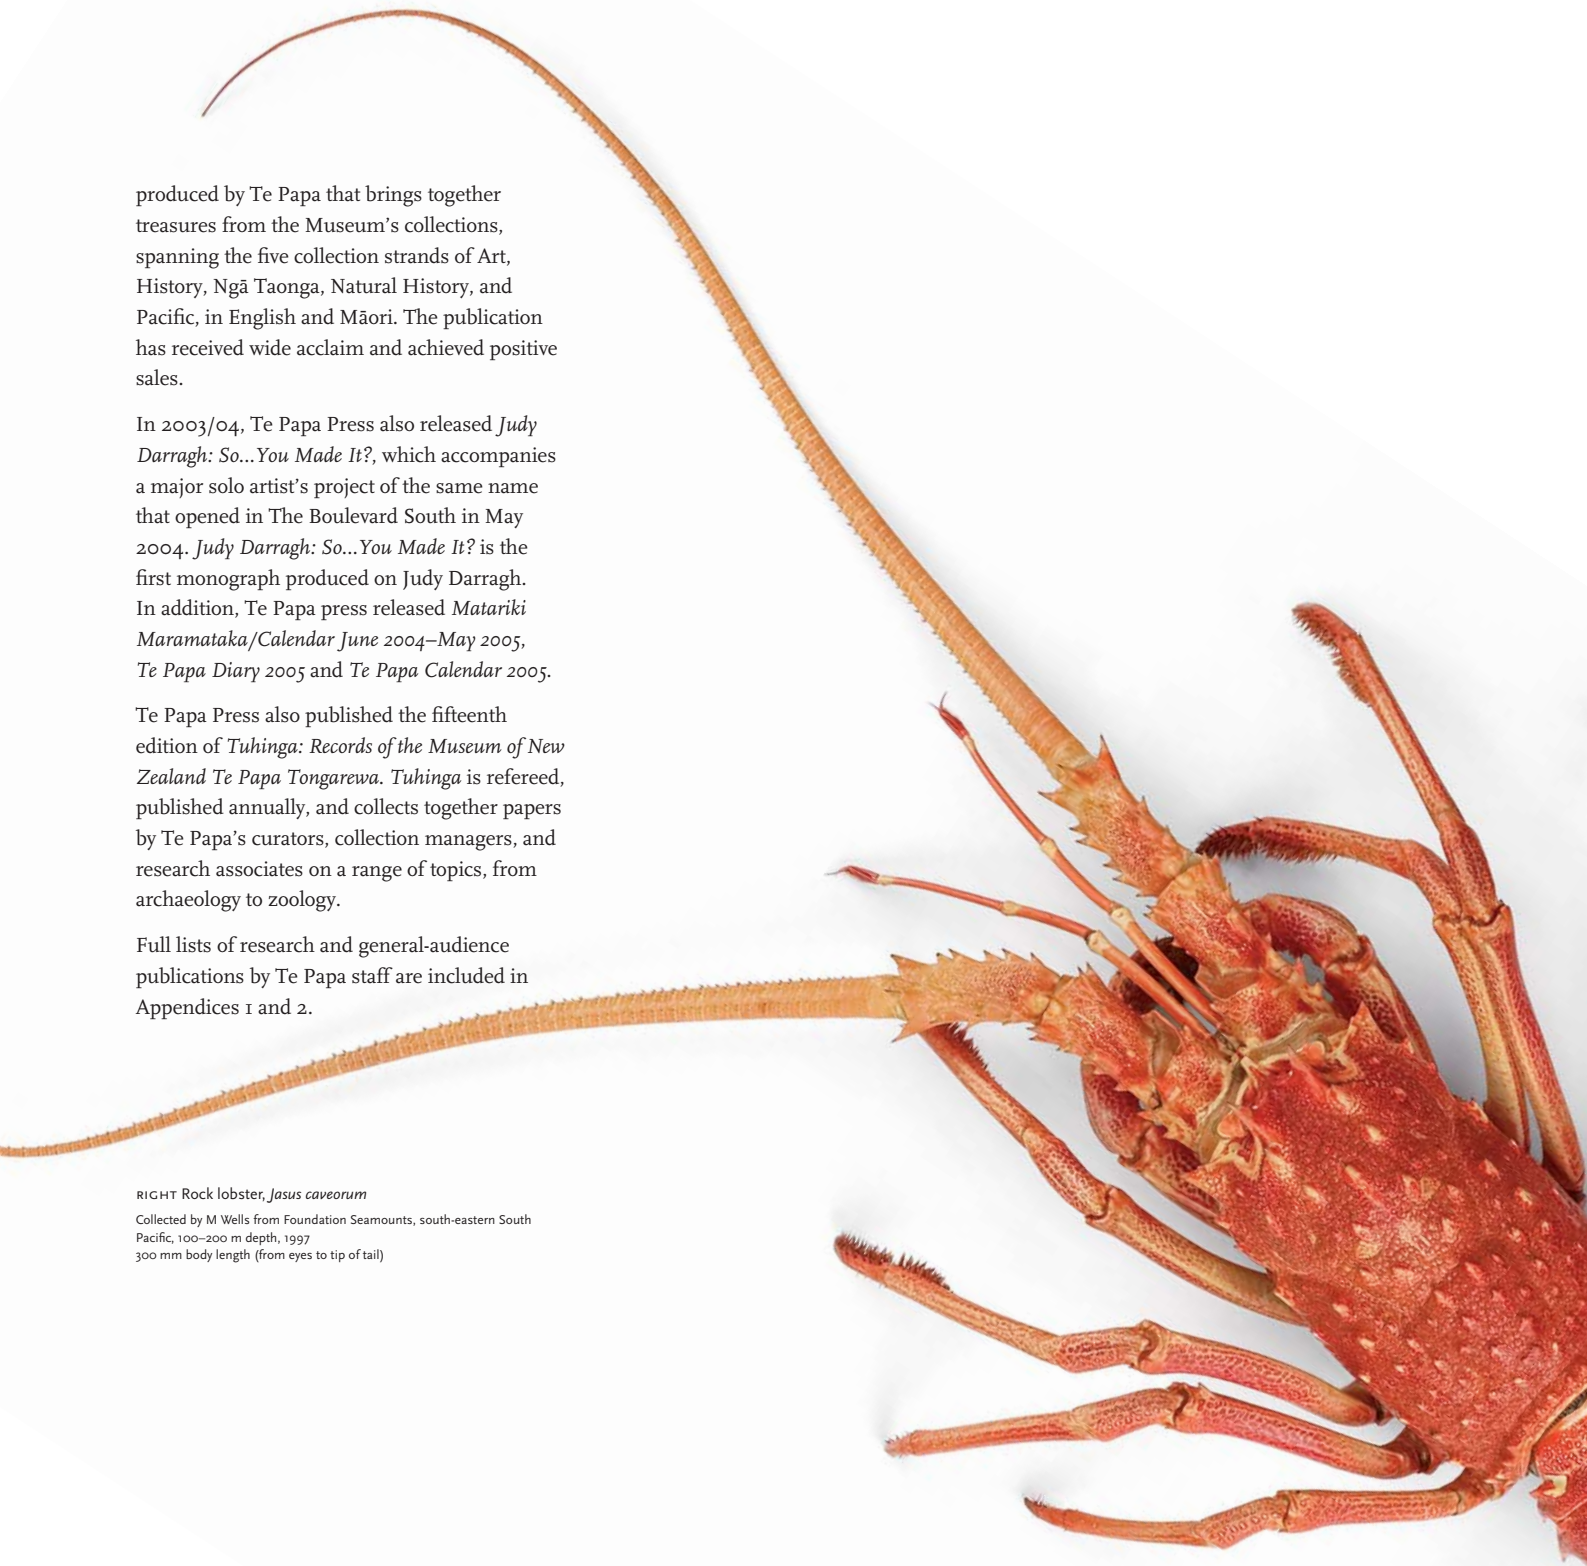 produced by Te Papa that brings together
treasures from the Museum’s collections,
spanning the five collection strands of Art,
History, Ngā Taonga, Natural History, and
Pacific, in English and Māori. The publication
has received wide acclaim and achieved positive
sales.
In 2003/04, Te Papa Press also released Judy
Darragh: So...You Made It?, which accompanies
a major solo artist’s project of the same name
that opened in The Boulevard South in May
2004. Judy Darragh: So...You Made It? is the
first monograph produced on Judy Darragh.
In addition, Te Papa press released Matariki
Maramataka/Calendar June 2004–May 2005,
Te Papa Diary 2005 and Te Papa Calendar 2005.
Te Papa Press also published the fifteenth
edition of Tuhinga: Records of the Museum of New
Zealand Te Papa Tongarewa. Tuhinga is refereed,
published annually, and collects together papers
by Te Papa’s curators, collection managers, and
research associates on a range of topics, from
archaeology to zoology.
Full lists of research and general-audience
publications by Te Papa staff are included in
Appendices 1 and 2.
RIGHT Rock lobster, Jasus caveorum
Collected by M Wells from Foundation Seamounts, south-eastern South
Pacific, 100–200 m depth, 1997
300 mm body length (from eyes to tip of tail)